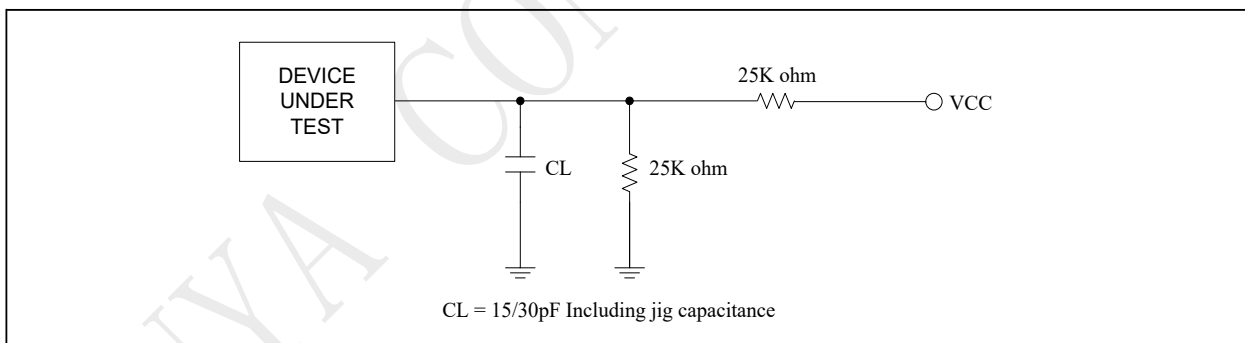 DEVICE
UNDER
TEST
25K ohm
VCC
CL
25K ohm
CL = 15/30pF Including jig capacitance